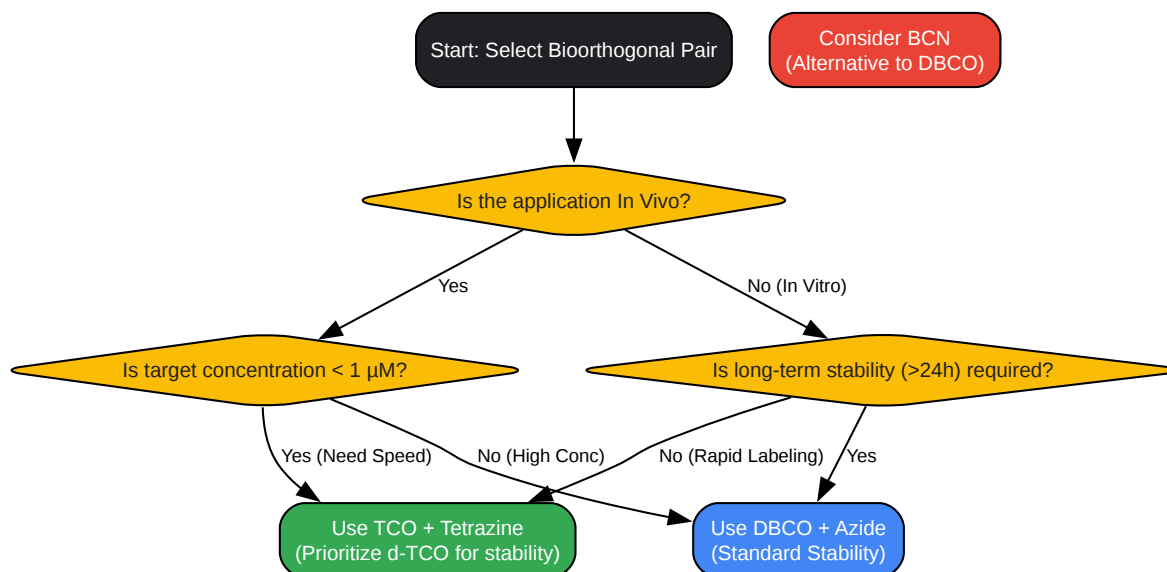 Start: Select Bioorthogonal Pair
Consider BCN
(Alternative to DBCO)
Is the application In Vivo?
Yes
No (In Vitro)
Is target concentration < 1 µM?
Is long-term stability (>24h) required?
Yes (Need Speed)
No (High Conc)
No (Rapid Labeling)
Yes
Use TCO + Tetrazine
(Prioritize d-TCO for stability)
Use DBCO + Azide
(Standard Stability)